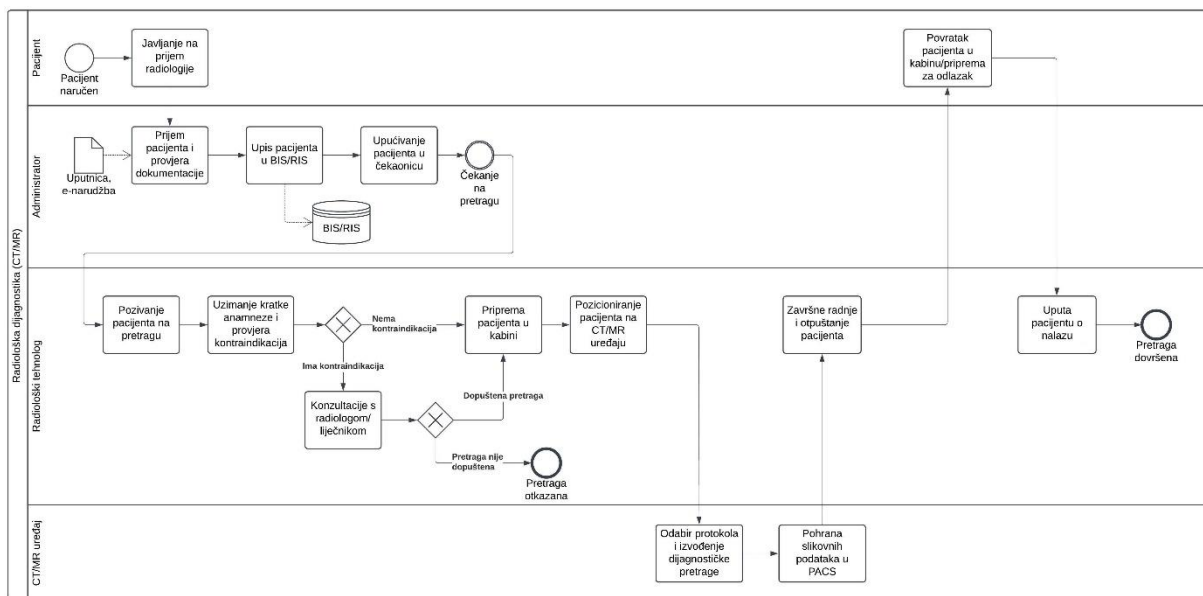 Radiološka dijagnostika (CT/MR)
Pacijent
Pacijent
naručen
Javljanje na
prijem
radiologije
Povratak
pacijenta u
kabinu/priprema
za odlazak
Administrator
Uputnica,
e-narudžba
Prijem
pacijenta i
provjera
dokumentacije
Upis pacijenta
u BIS/RIS
BIS/RIS
Upućivanje
pacijenta u
čekaonicu
Čekanje
na
pretragu
Radiološki tehnolog
Pozivanje
pacijenta na
pretragu
Uzimanje kratke
anamneze i
provjera
kontraindikacija
Nema
kontraindikacija
Ima kontraindikacija
Konzultacije s
radiologom/
liječnikom
Dopuštena pretraga
Pretraga nije
dopuštena
Pretraga
otkazana
Priprema
pacijenta u
kabini
Pozicioniranje
pacijenta na
CT/MR
uređaju
Završne radnje
i otpuštanje
pacijenta
Uputa
pacijentu o
nalazu
Pretraga
dovršena
CT/MR uređaj
Odabir protokola
i izvođenje
dijagnostičke
pretrage
Pohrana
slikovnih
podataka u
PACS